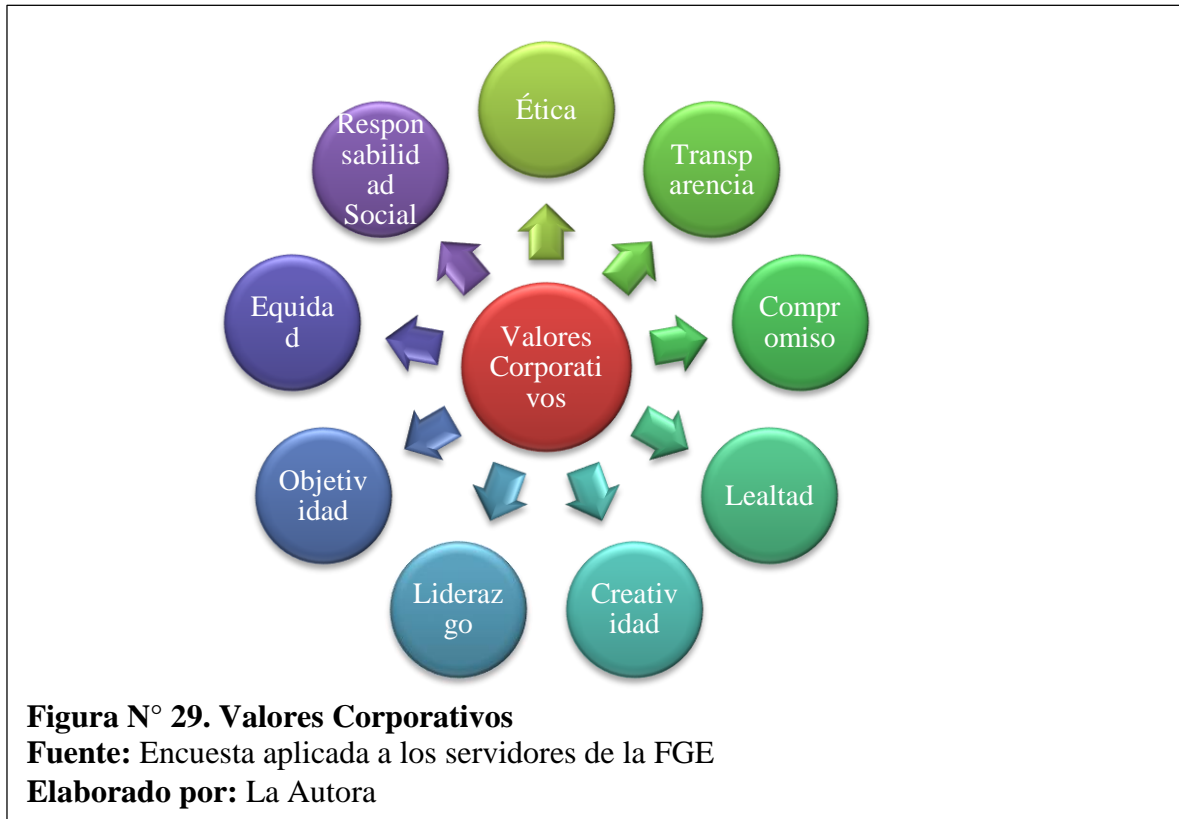 Ética
Transp
arencia
Compr
omiso
Lealtad
Creativ
idad
Lideraz
go
Objetiv
idad
Equida
d
Respon
sabilid
ad
Social
Valores
Corporati
vos
Figura N° 29. Valores Corporativos
Fuente: Encuesta aplicada a los servidores de la FGE
Elaborado por: La Autora